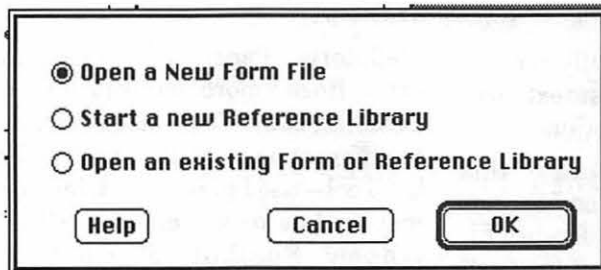 Open a New Form File
Start a new Reference Library
Open an existing Form or Reference Library
Help Cancel OK